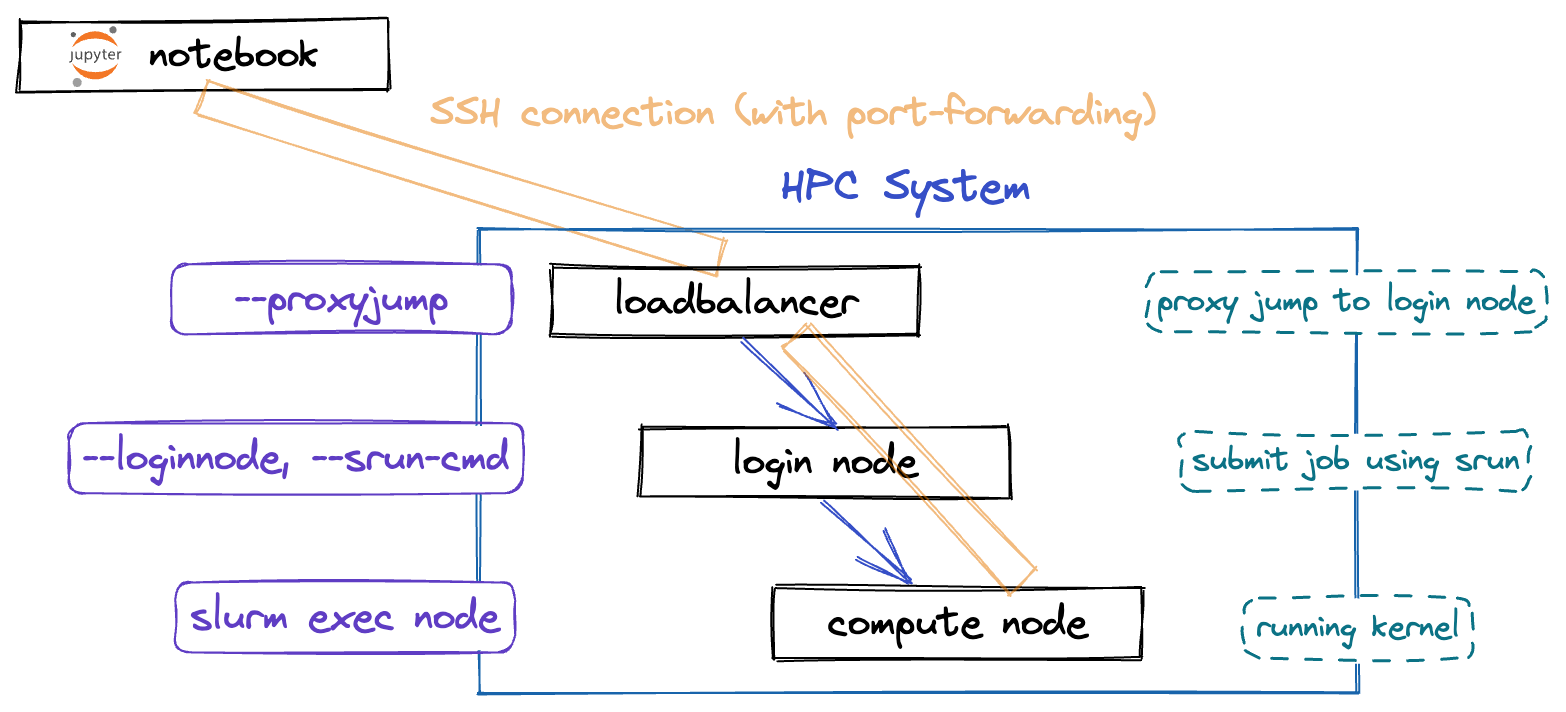 jupyter notebook
SSH connection (with port-forwarding)
HPC System
--proxyjump
loadbalancer
proxy jump to login node
--loginnode, --srun-cmd
login node
submit job using srun
slurm exec node
compute node
running kernel